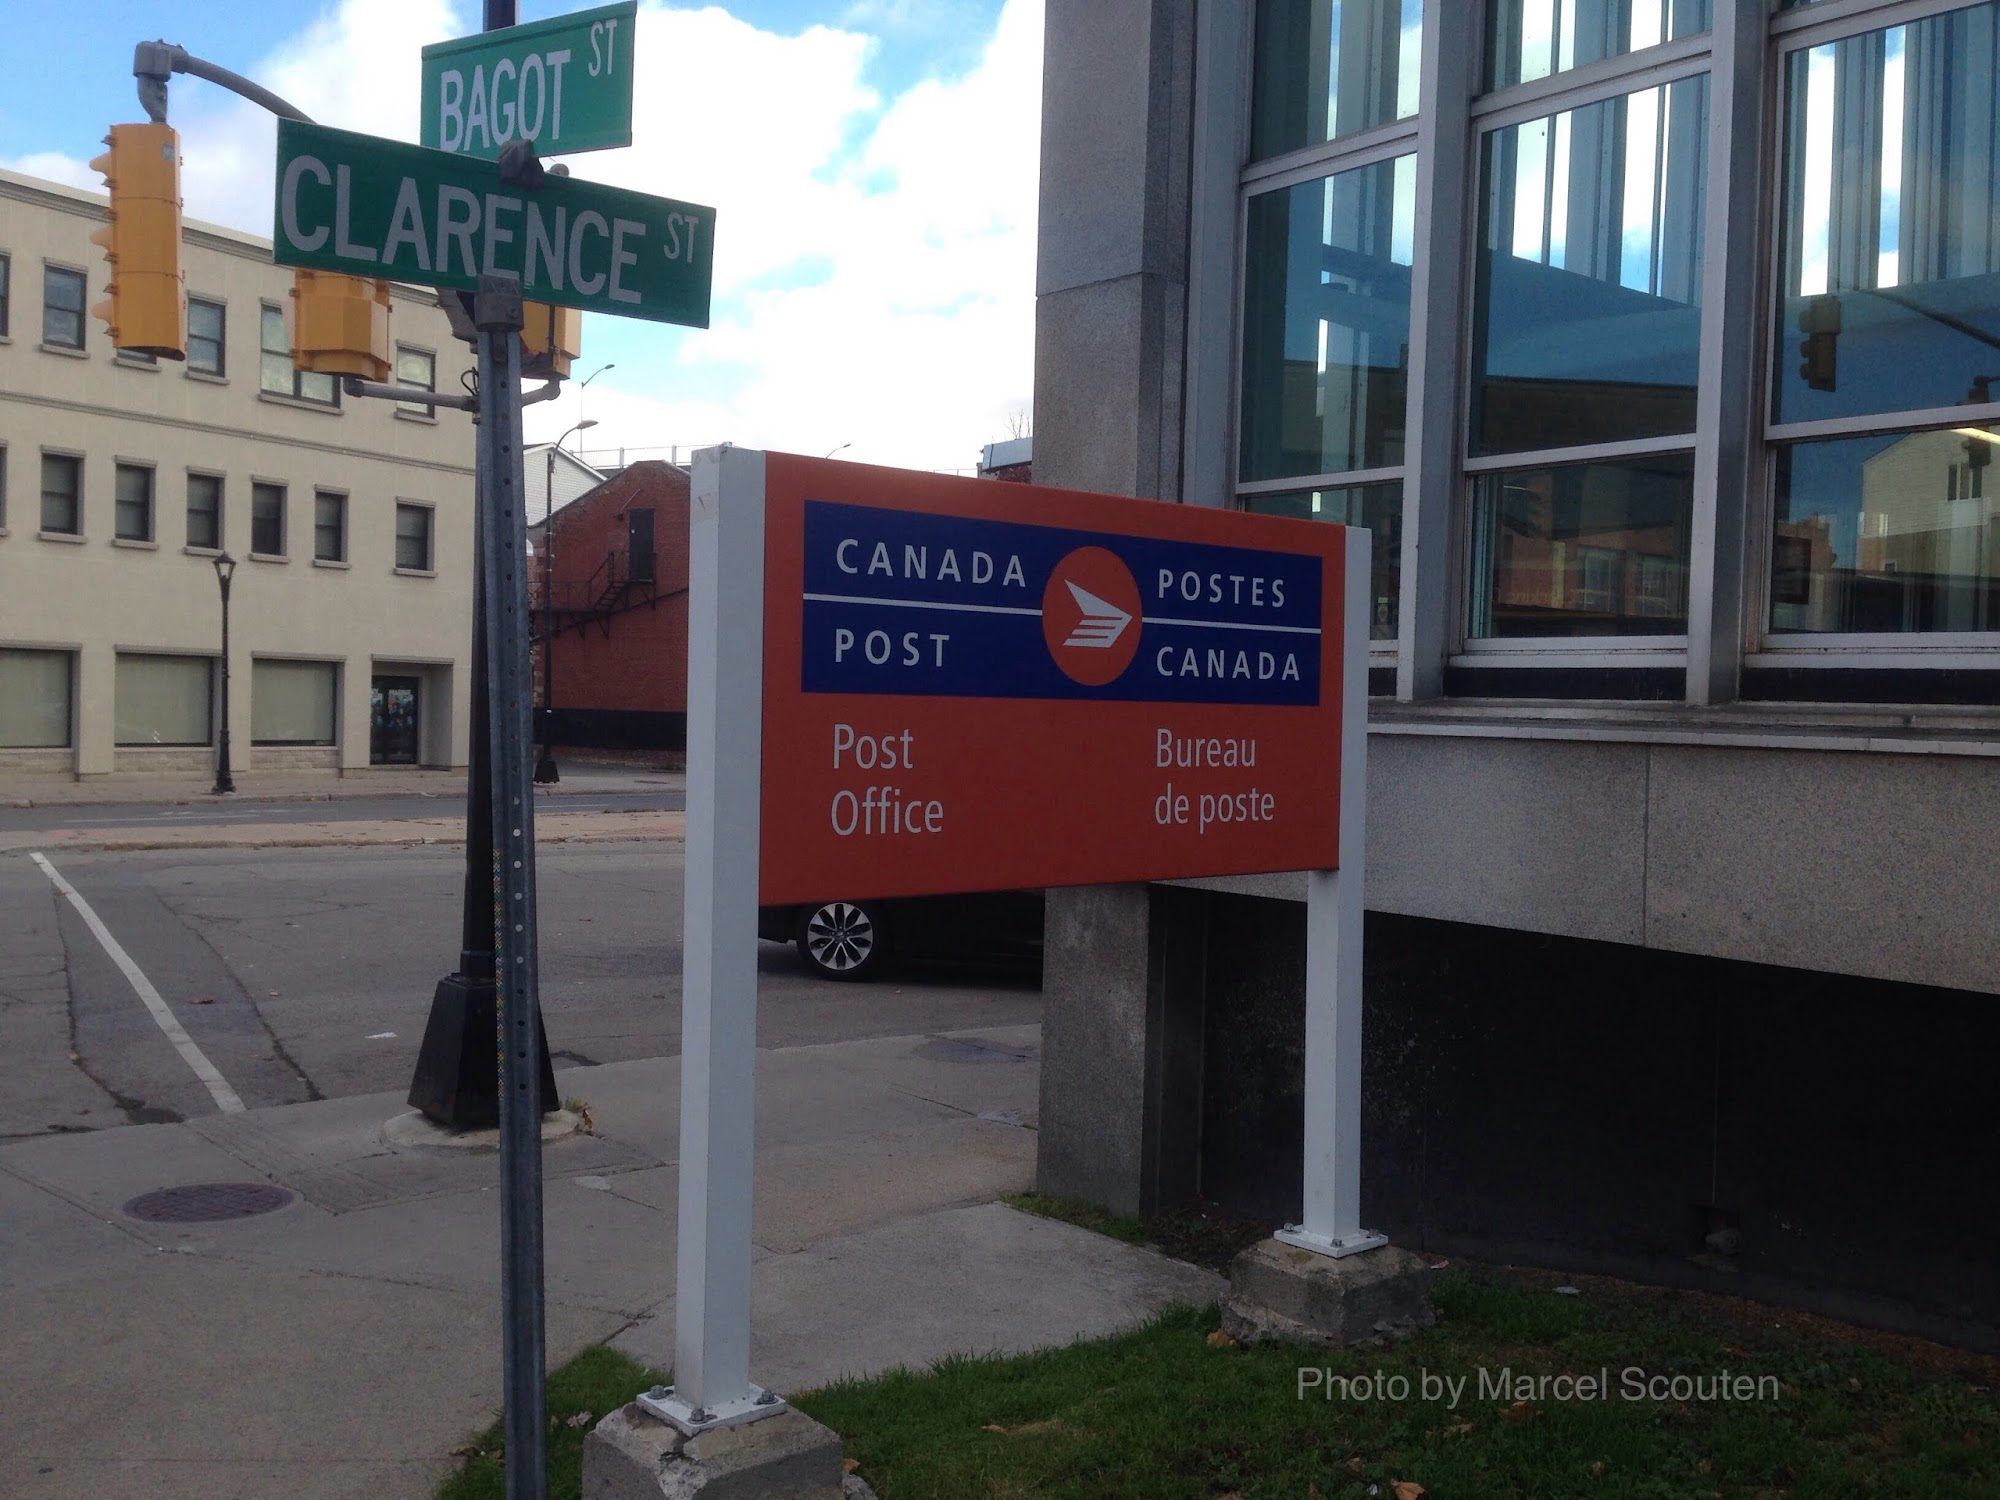 BAGOT ST
CLARENCE ST
CANADA
POST
POSTES
CANADA
Post
Office
Bureau
de poste
Photo by Marcel Scouten